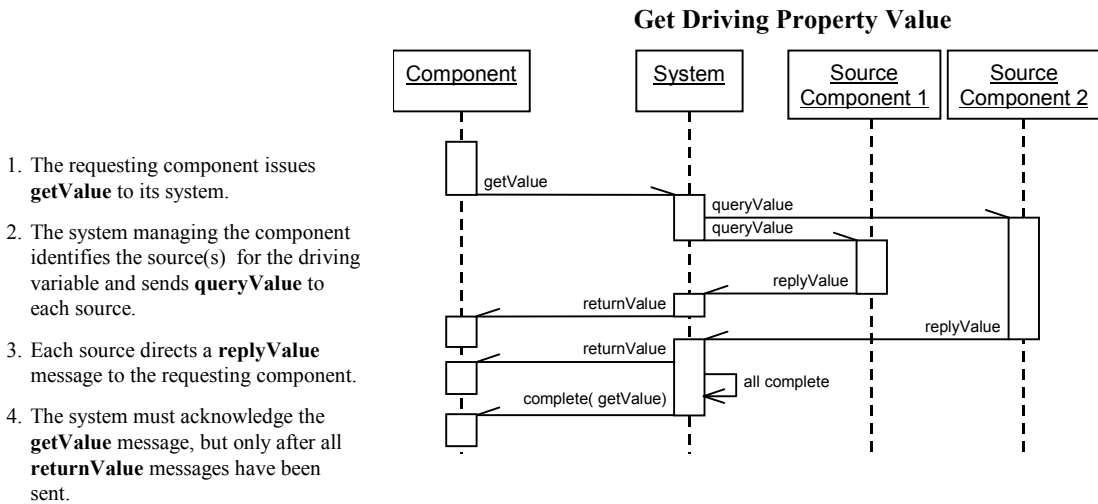 Get Driving Property Value
Component
System
Source
Component 1
Source
Component 2
1. The requesting component issues
getValue to its system.
2. The system managing the component
identifies the source(s) for the driving
variable and sends queryValue to
each source.
3. Each source directs a replyValue
message to the requesting component.
4. The system must acknowledge the
getValue message, but only after all
returnValue messages have been
sent.
getValue
queryValue
queryValue
replyValue
returnValue
replyValue
returnValue
all complete
complete( getValue)